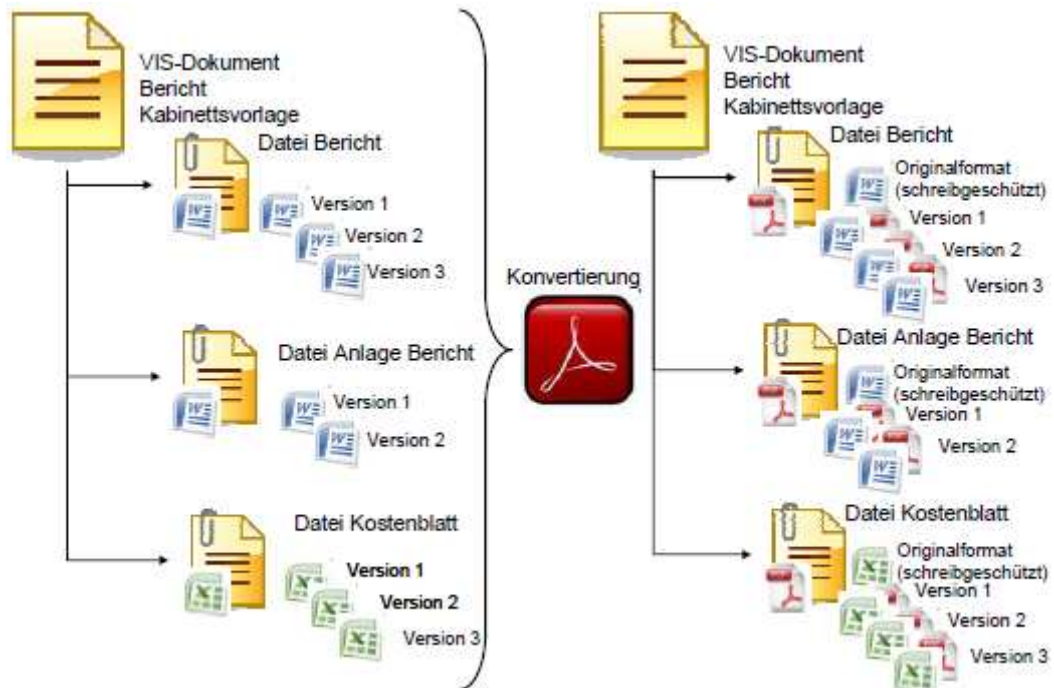 VIS-Dokument
Bericht
Kabinettsvorlage
Datei Bericht
Version 1
Version 2
Version 3
Datei Anlage Bericht
Version 1
Version 2
Datei Kostenblatt
Version 1
Version 2
Version 3
Konvertierung
VIS-Dokument
Bericht
Kabinettsvorlage
Datei Bericht
Originalformat
(schreibgeschützt)
Version 1
Version 2
Version 3
Datei Anlage Bericht
Originalformat
(schreibgeschützt)
Version 1
Version 2
Datei Kostenblatt
Originalformat
(schreibgeschützt)
Version 1
Version 2
Version 3